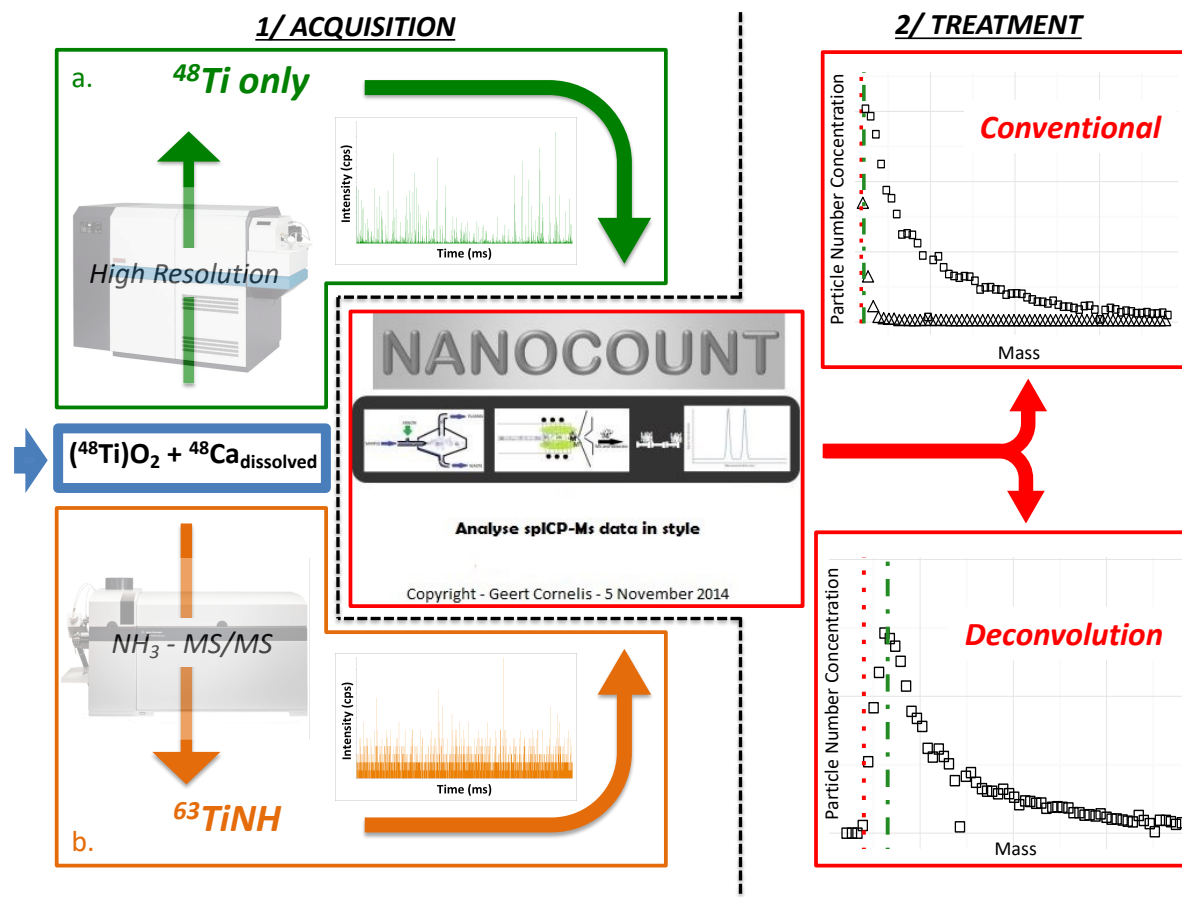 1/ ACQUISITION
a.
⁴⁸Ti only
Intensity (cps)
Time (ms)
High Resolution
(⁴⁸Ti)O₂ + ⁴⁸Ca_dissolved
NH₃ - MS/MS
Intensity (cps)
Time (ms)
⁶³TiNH
b.
NANOCOUNT
Analyse spICP-Ms data in style
Copyright - Geert Cornelis - 5 November 2014
2/ TREATMENT
Conventional
Particle Number Concentration
Mass
Deconvolution
Particle Number Concentration
Mass